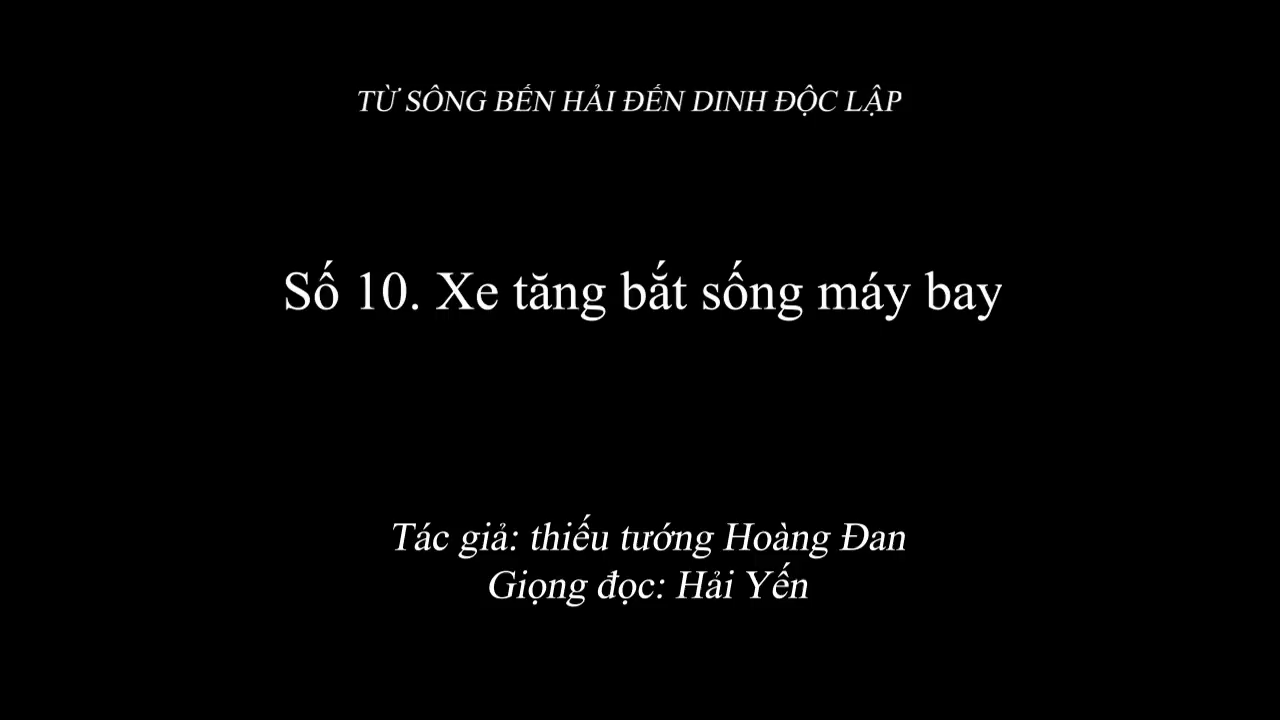 TỪ SÔNG BẾN HẢI ĐẾN DINH ĐỘC LẬP
Số 10. Xe tăng bắt sống máy bay
Tác giả: thiếu tướng Hoàng Đan
Giọng đọc: Hải Yến